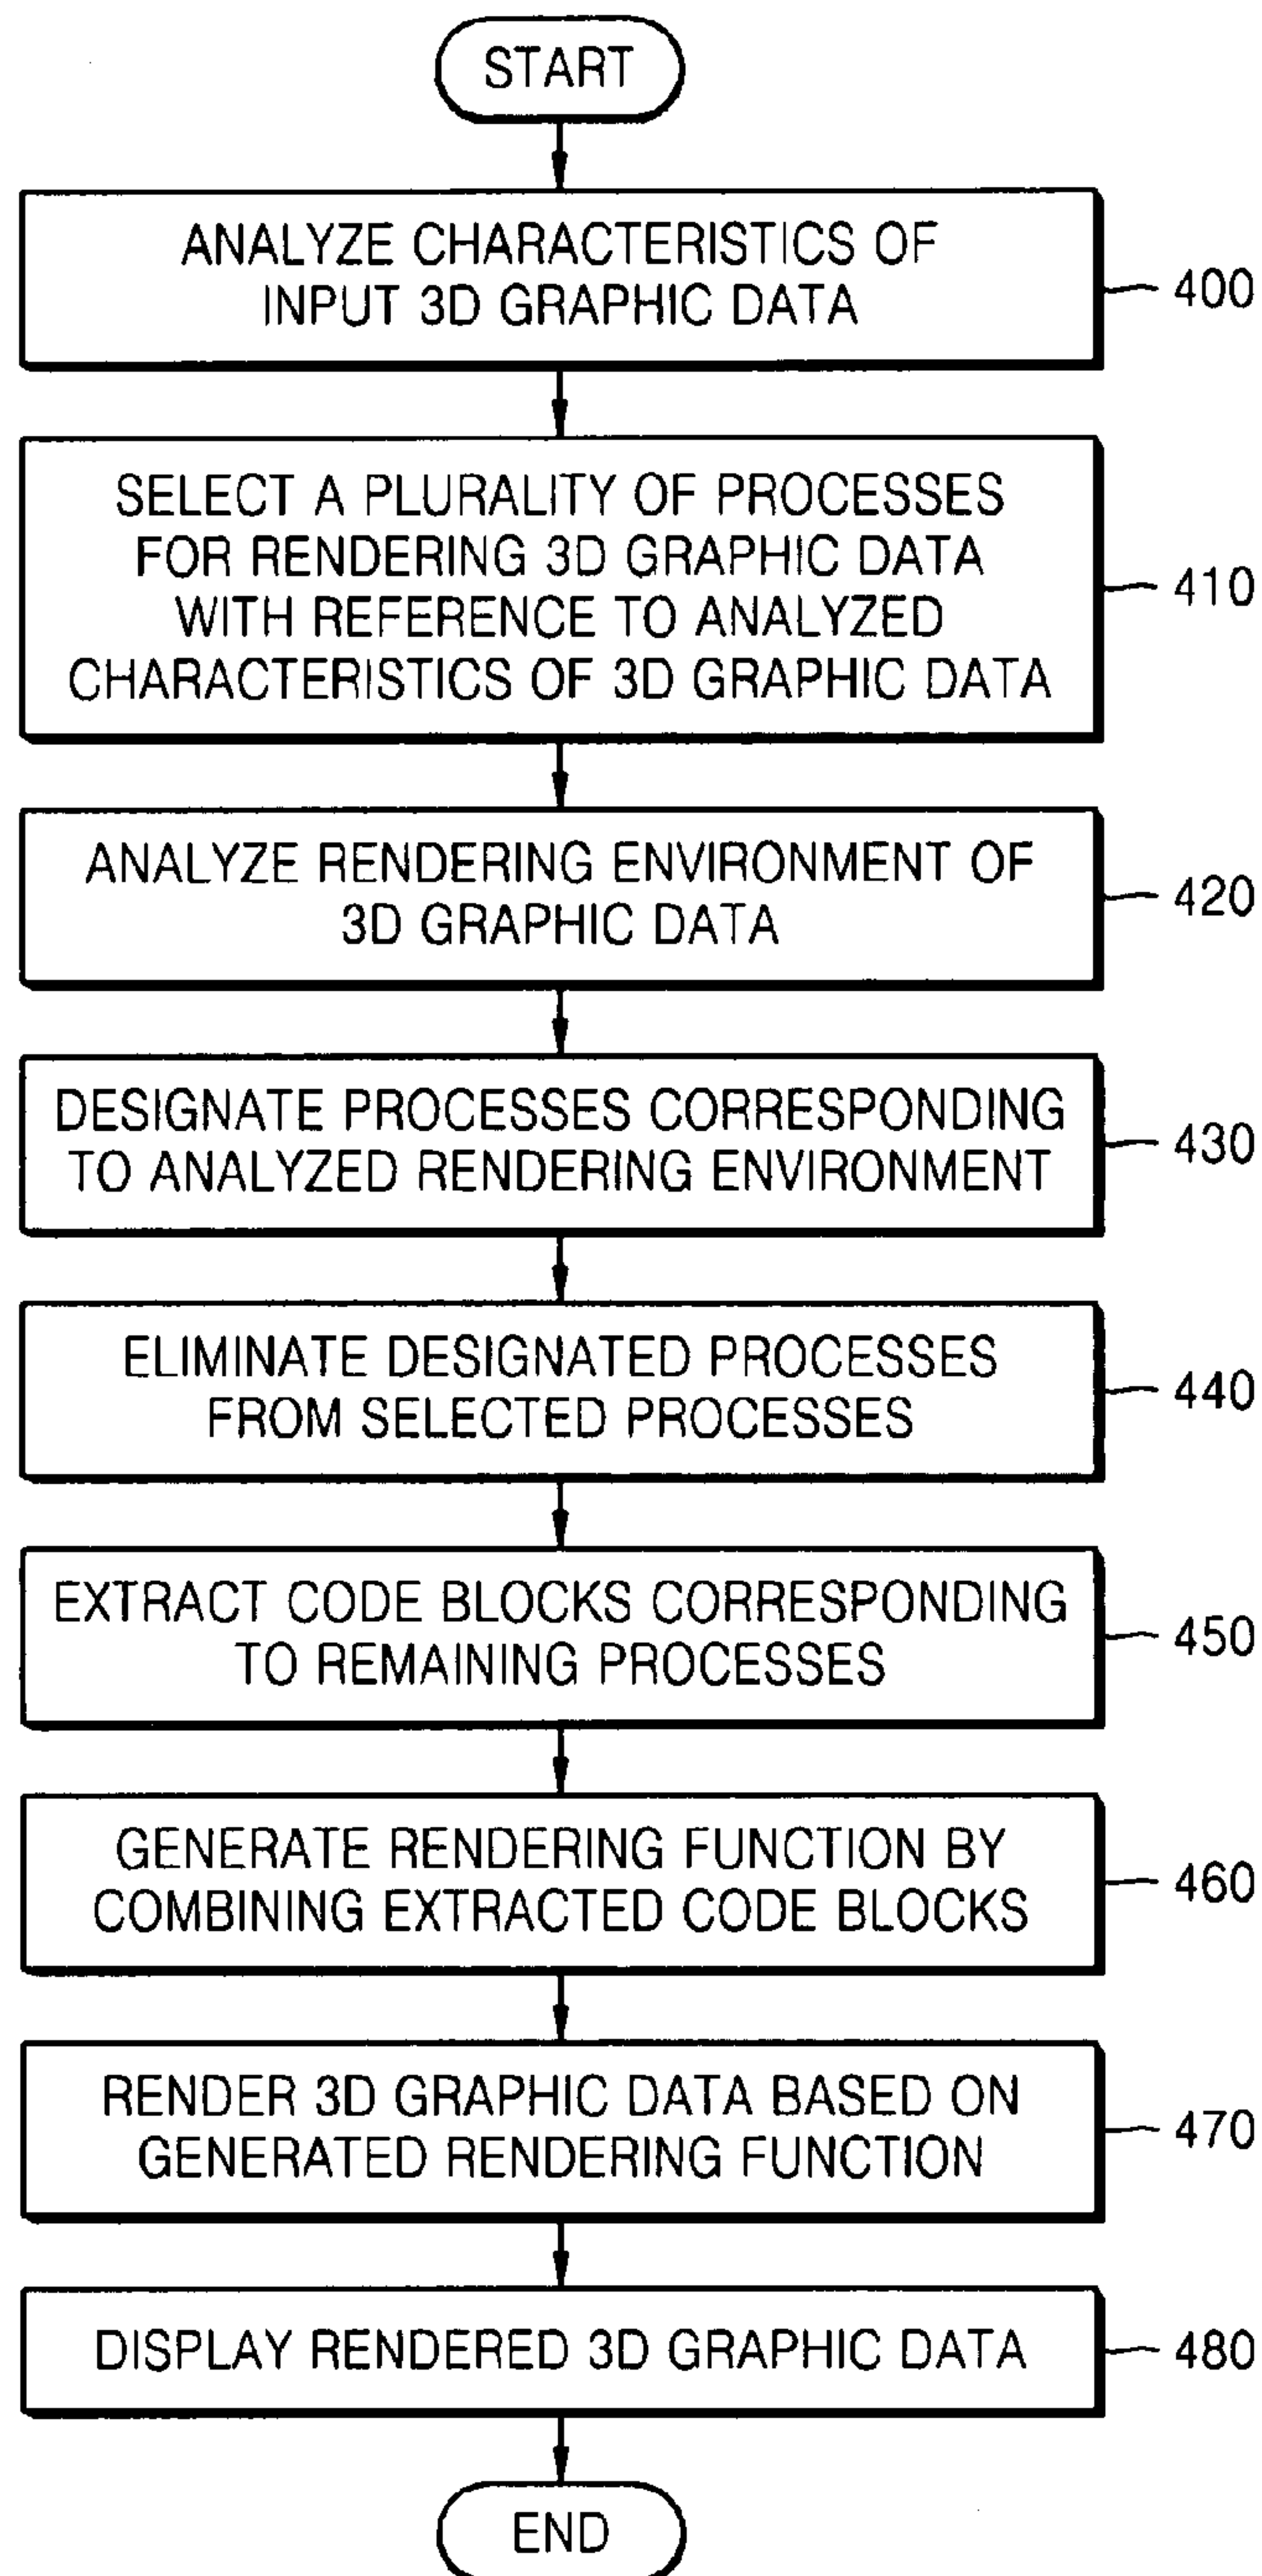 START
ANALYZE CHARACTERISTICS OF
INPUT 3D GRAPHIC DATA
400
SELECT A PLURALITY OF PROCESSES
FOR RENDERING 3D GRAPHIC DATA
WITH REFERENCE TO ANALYZED
CHARACTERISTICS OF 3D GRAPHIC DATA
410
ANALYZE RENDERING ENVIRONMENT OF
3D GRAPHIC DATA
420
DESIGNATE PROCESSES CORRESPONDING
TO ANALYZED RENDERING ENVIRONMENT
430
ELIMINATE DESIGNATED PROCESSES
FROM SELECTED PROCESSES
440
EXTRACT CODE BLOCKS CORRESPONDING
TO REMAINING PROCESSES
450
GENERATE RENDERING FUNCTION BY
COMBINING EXTRACTED CODE BLOCKS
460
RENDER 3D GRAPHIC DATA BASED ON
GENERATED RENDERING FUNCTION
470
DISPLAY RENDERED 3D GRAPHIC DATA
480
END